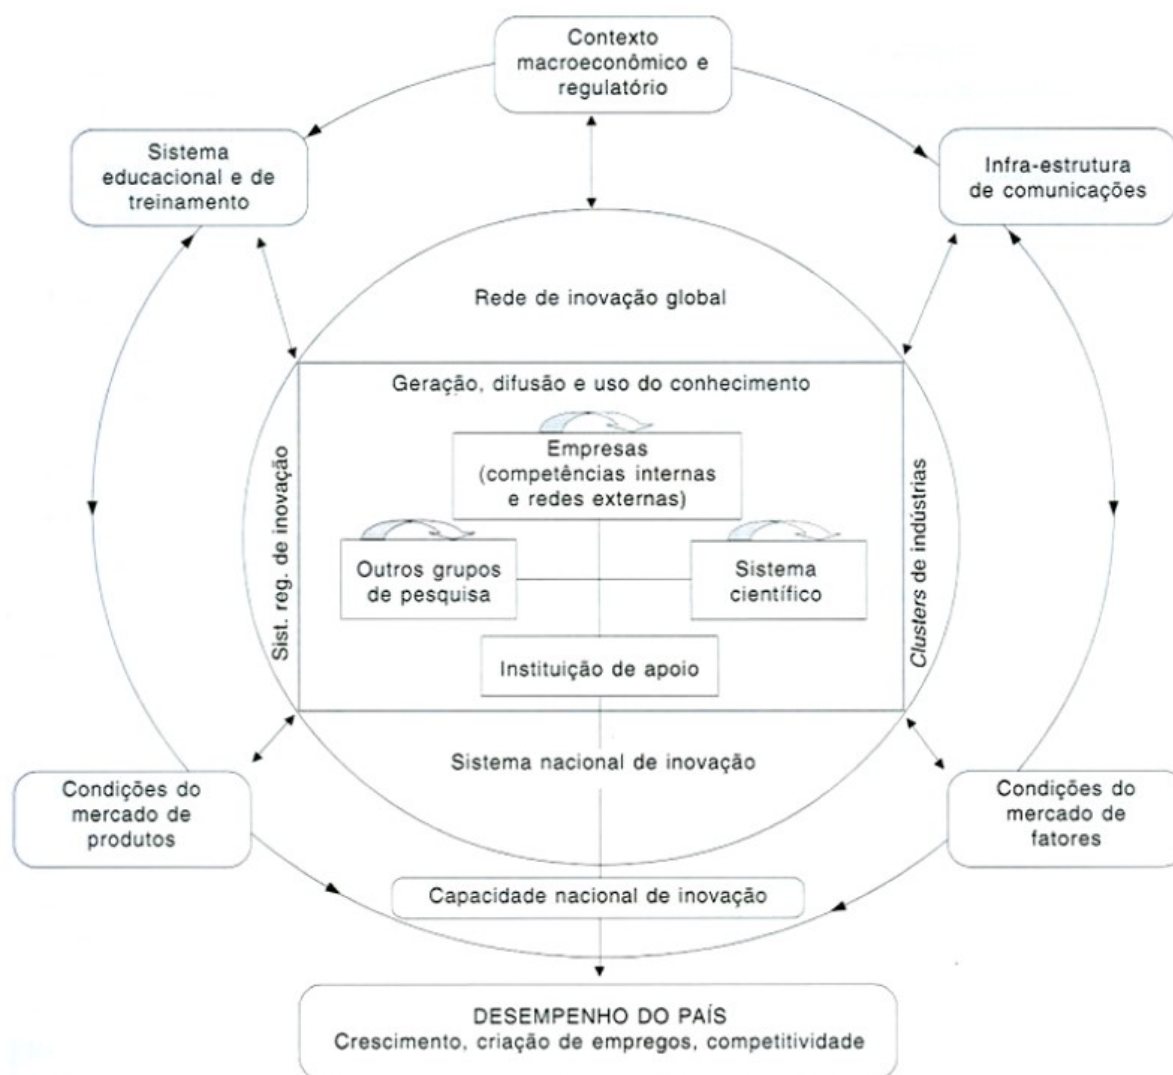 Contexto
macroeconômico e
regulatório
Sistema
educacional e de
treinamento
Infra-estrutura
de comunicações
Rede de inovação global
Geração, difusão e uso do conhecimento
Empresas
(competências internas
e redes externas)
Sist. reg. de inovação
Clusters de indústrias
Outros grupos
de pesquisa
Sistema
científico
Instituição de apoio
Sistema nacional de inovação
Condições do
mercado de
produtos
Condições do
mercado de
fatores
Capacidade nacional de inovação
DESEMPENHO DO PAÍS
Crescimento, criação de empregos, competitividade